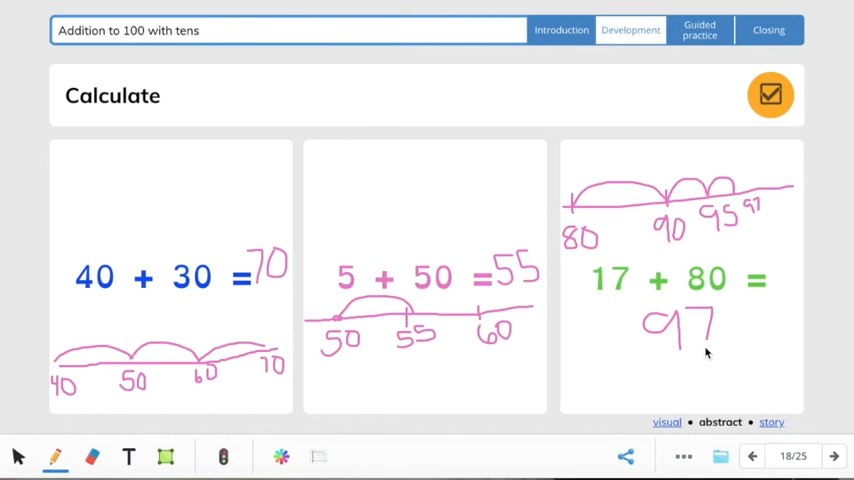 Addition to 100 with tens
Introduction
Development
Guided
practice
Closing
Calculate
40 + 30 = 70
40 50 60 70
5 + 50 = 55
50 55 60
80 90 95 97
17 + 80 =
97
visual • abstract • story
T
18/25